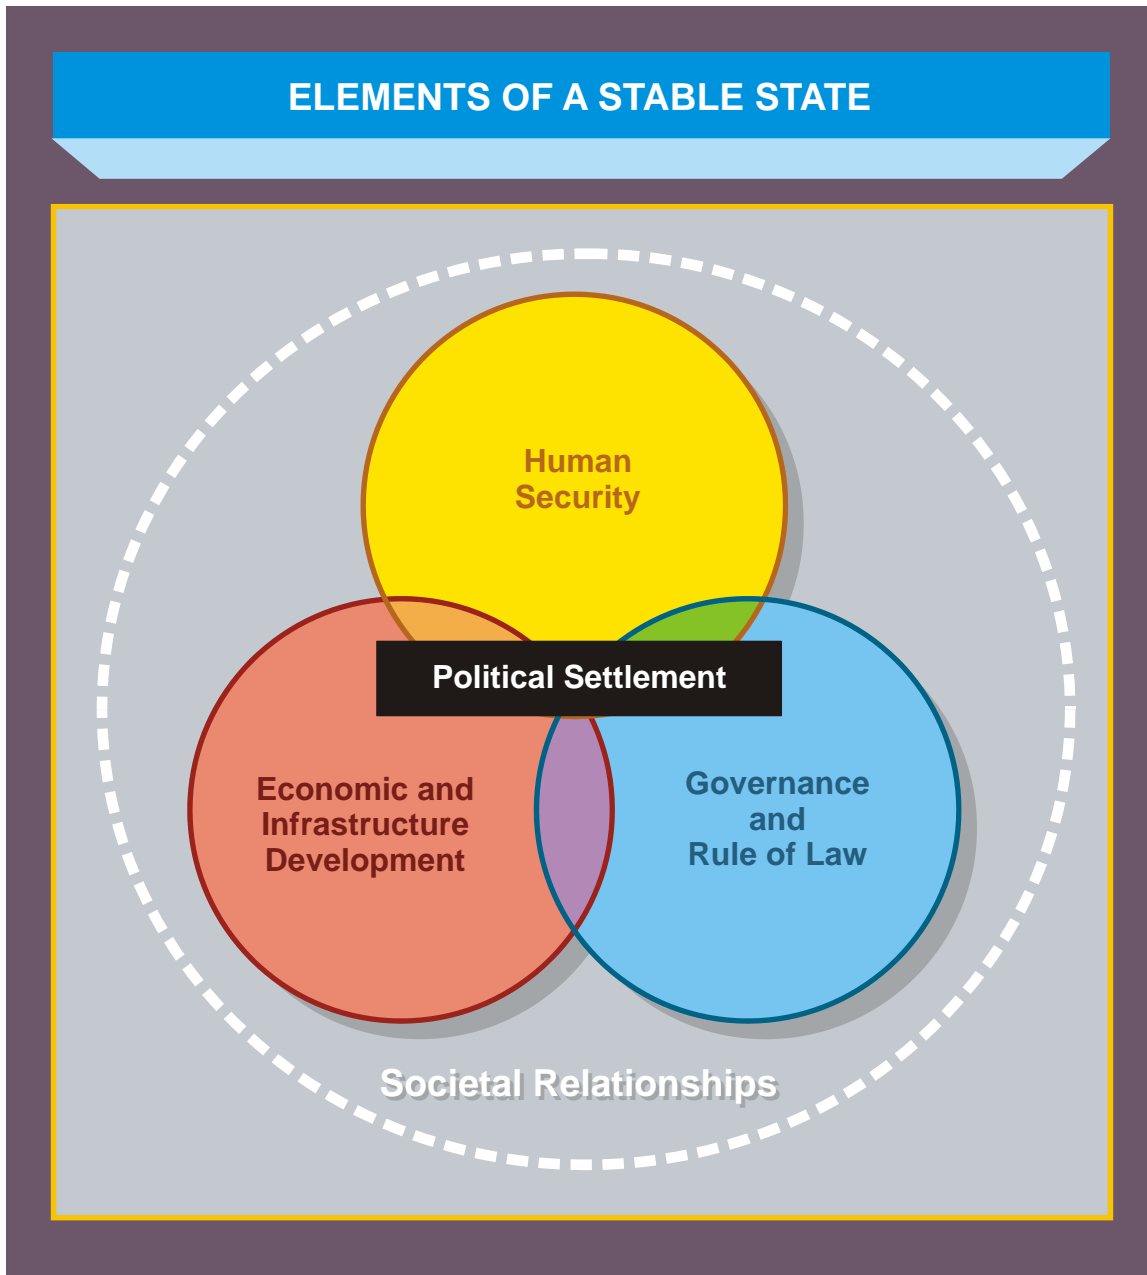 ELEMENTS OF A STABLE STATE
Human
Security
Political Settlement
Economic and
Infrastructure
Development
Governance
and
Rule of Law
Societal Relationships